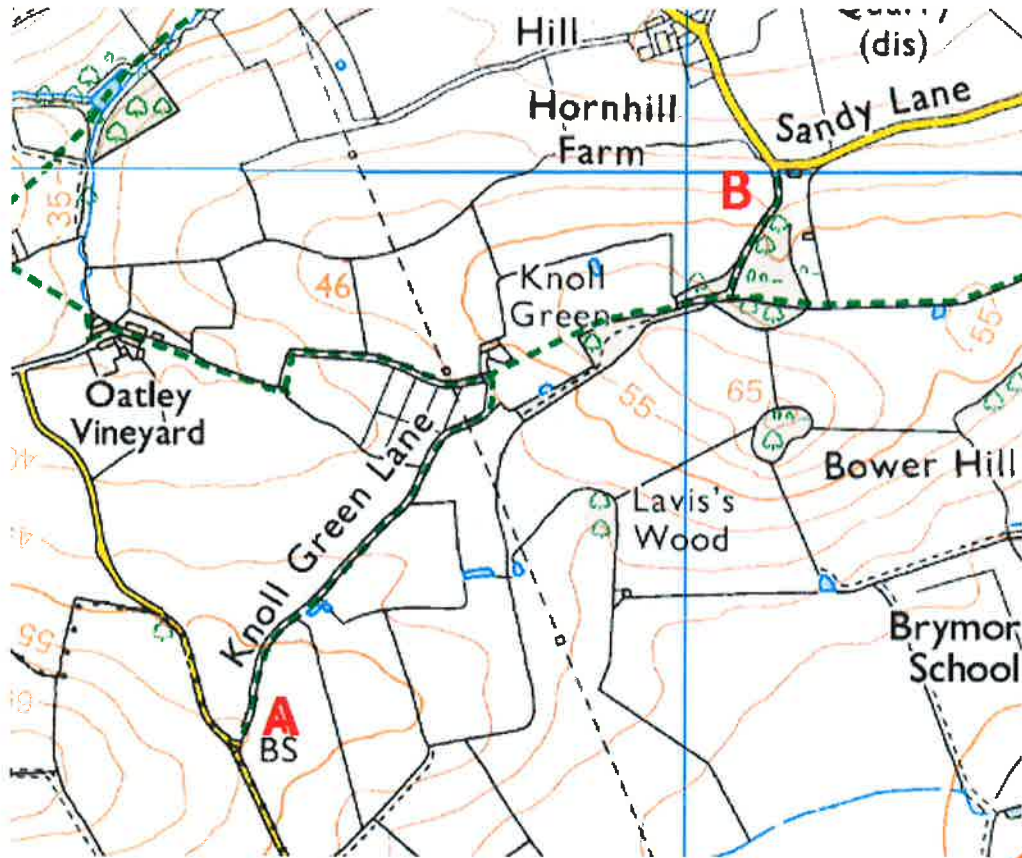 Quarry
(dis)
Hill
Hornhill
Farm
Sandy Lane
B
35
46
Knoll
Green
55
65
55
Oatley
Vineyard
Knoll Green Lane
Bower Hill
Lavis's
Wood
55
Brymor
School
A
BS